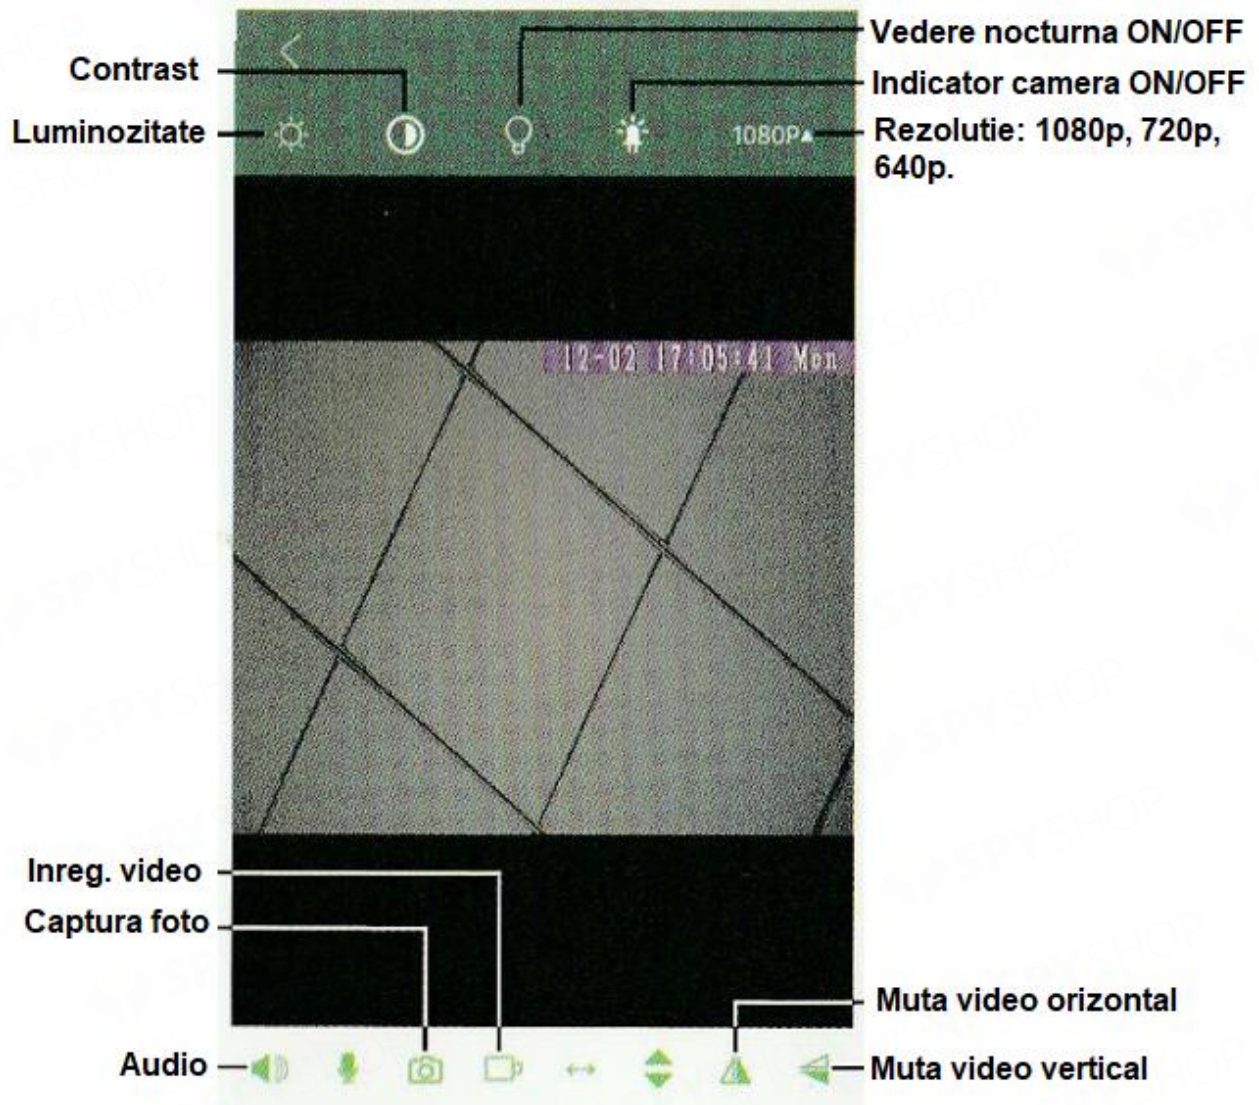 Vedere nocturna ON/OFF
Contrast
Indicator camera ON/OFF
Luminozitate
1080P▲
Rezolutie: 1080p, 720p,
640p.
12-02 17:05:41 Mon
Inreg. video
Captura foto
Muta video orizontal
Audio
Muta video vertical
SPYSHOP